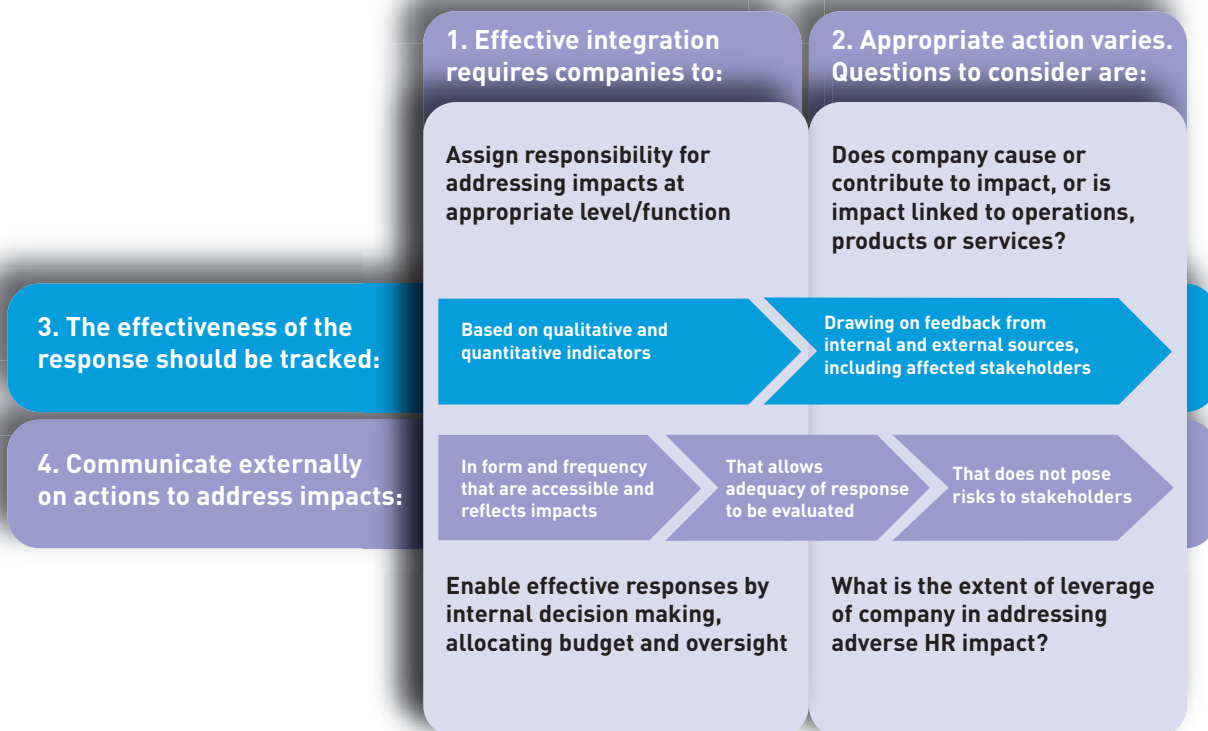 1. Effective integration
requires companies to:
2. Appropriate action varies.
Questions to consider are:
Assign responsibility for
addressing impacts at
appropriate level/function
Does company cause or
contribute to impact, or is
impact linked to operations,
products or services?
3. The effectiveness of the
response should be tracked:
Based on qualitative and
quantitative indicators
Drawing on feedback from
internal and external sources,
including affected stakeholders
4. Communicate externally
on actions to address impacts:
In form and frequency
that are accessible and
reflects impacts
That allows
adequacy of response
to be evaluated
That does not pose
risks to stakeholders
Enable effective responses by
internal decision making,
allocating budget and oversight
What is the extent of leverage
of company in addressing
adverse HR impact?